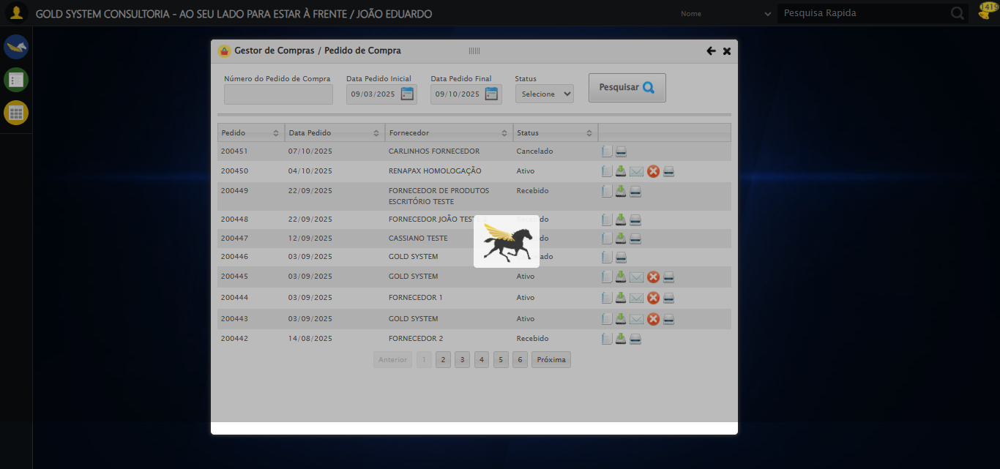 GOLD SYSTEM CONSULTORIA - AO SEU LADO PARA ESTAR À FRENTE / JOÃO EDUARDO
Nome
Pesquisa Rapida
1419
Gestor de Compras / Pedido de Compra
Número do Pedido de Compra Data Pedido Inicial Data Pedido Final Status
09/03/2025 09/10/2025 Selecione Pesquisar
Pedido Data Pedido Fornecedor Status
200451 07/10/2025 CARLINHOS FORNECEDOR Cancelado
200450 04/10/2025 RENAPAX HOMOLOGAÇÃO Ativo
200449 22/09/2025 FORNECEDOR DE PRODUTOS Recebido
ESCRITÓRIO TESTE
200448 22/09/2025 FORNECEDOR JOÃO TESTE 2 Recebido
200447 12/09/2025 CASSIANO TESTE
200446 03/09/2025 GOLD SYSTEM
200445 03/09/2025 GOLD SYSTEM Ativo
200444 03/09/2025 FORNECEDOR 1 Ativo
200443 03/09/2025 GOLD SYSTEM Ativo
200442 14/08/2025 FORNECEDOR 2 Recebido
Anterior 1 2 3 4 5 6 Próxima